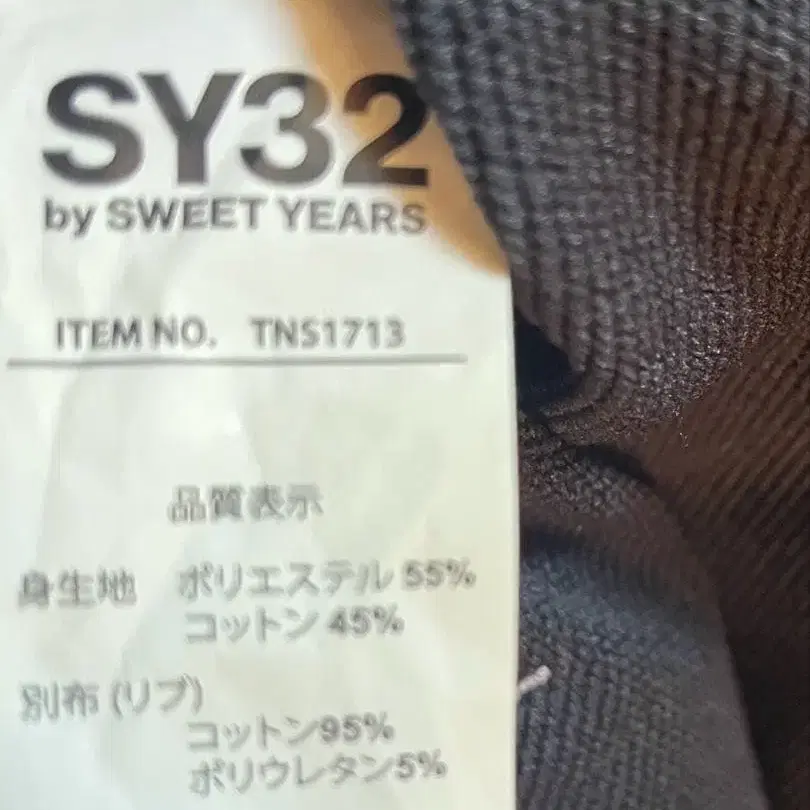 SY32
by SWEET YEARS
ITEM NO. TNS1713
品質表示
身生地 ポリエステル 55%
コットン 45%
別布 (リブ)
コットン95%
ポリウレタン5%